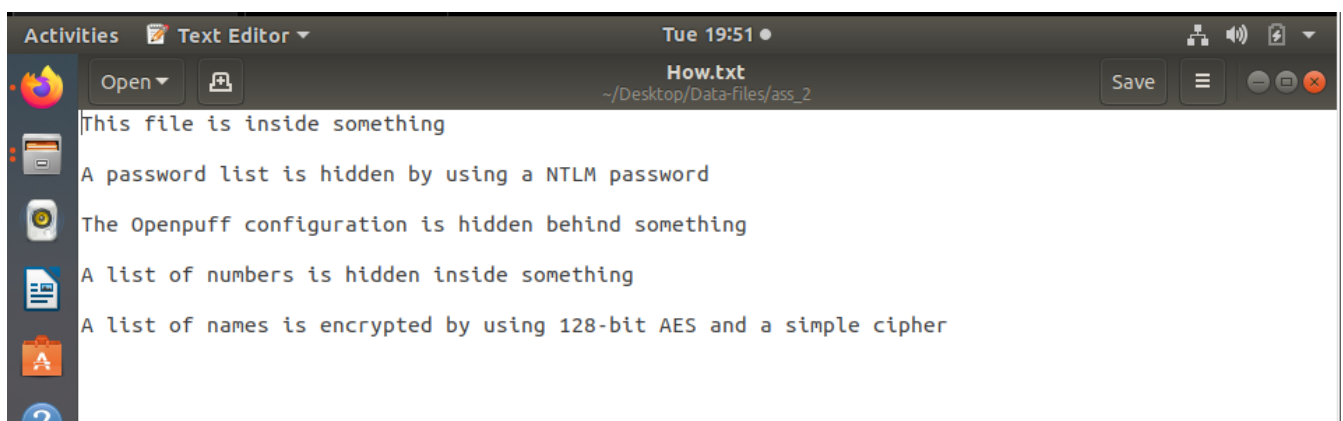 Activities Text Editor Tue 19:51
Open How.txt Save
~/Desktop/Data-files/ass_2
This file is inside something
A password list is hidden by using a NTLM password
The Openpuff configuration is hidden behind something
A list of numbers is hidden inside something
A list of names is encrypted by using 128-bit AES and a simple cipher